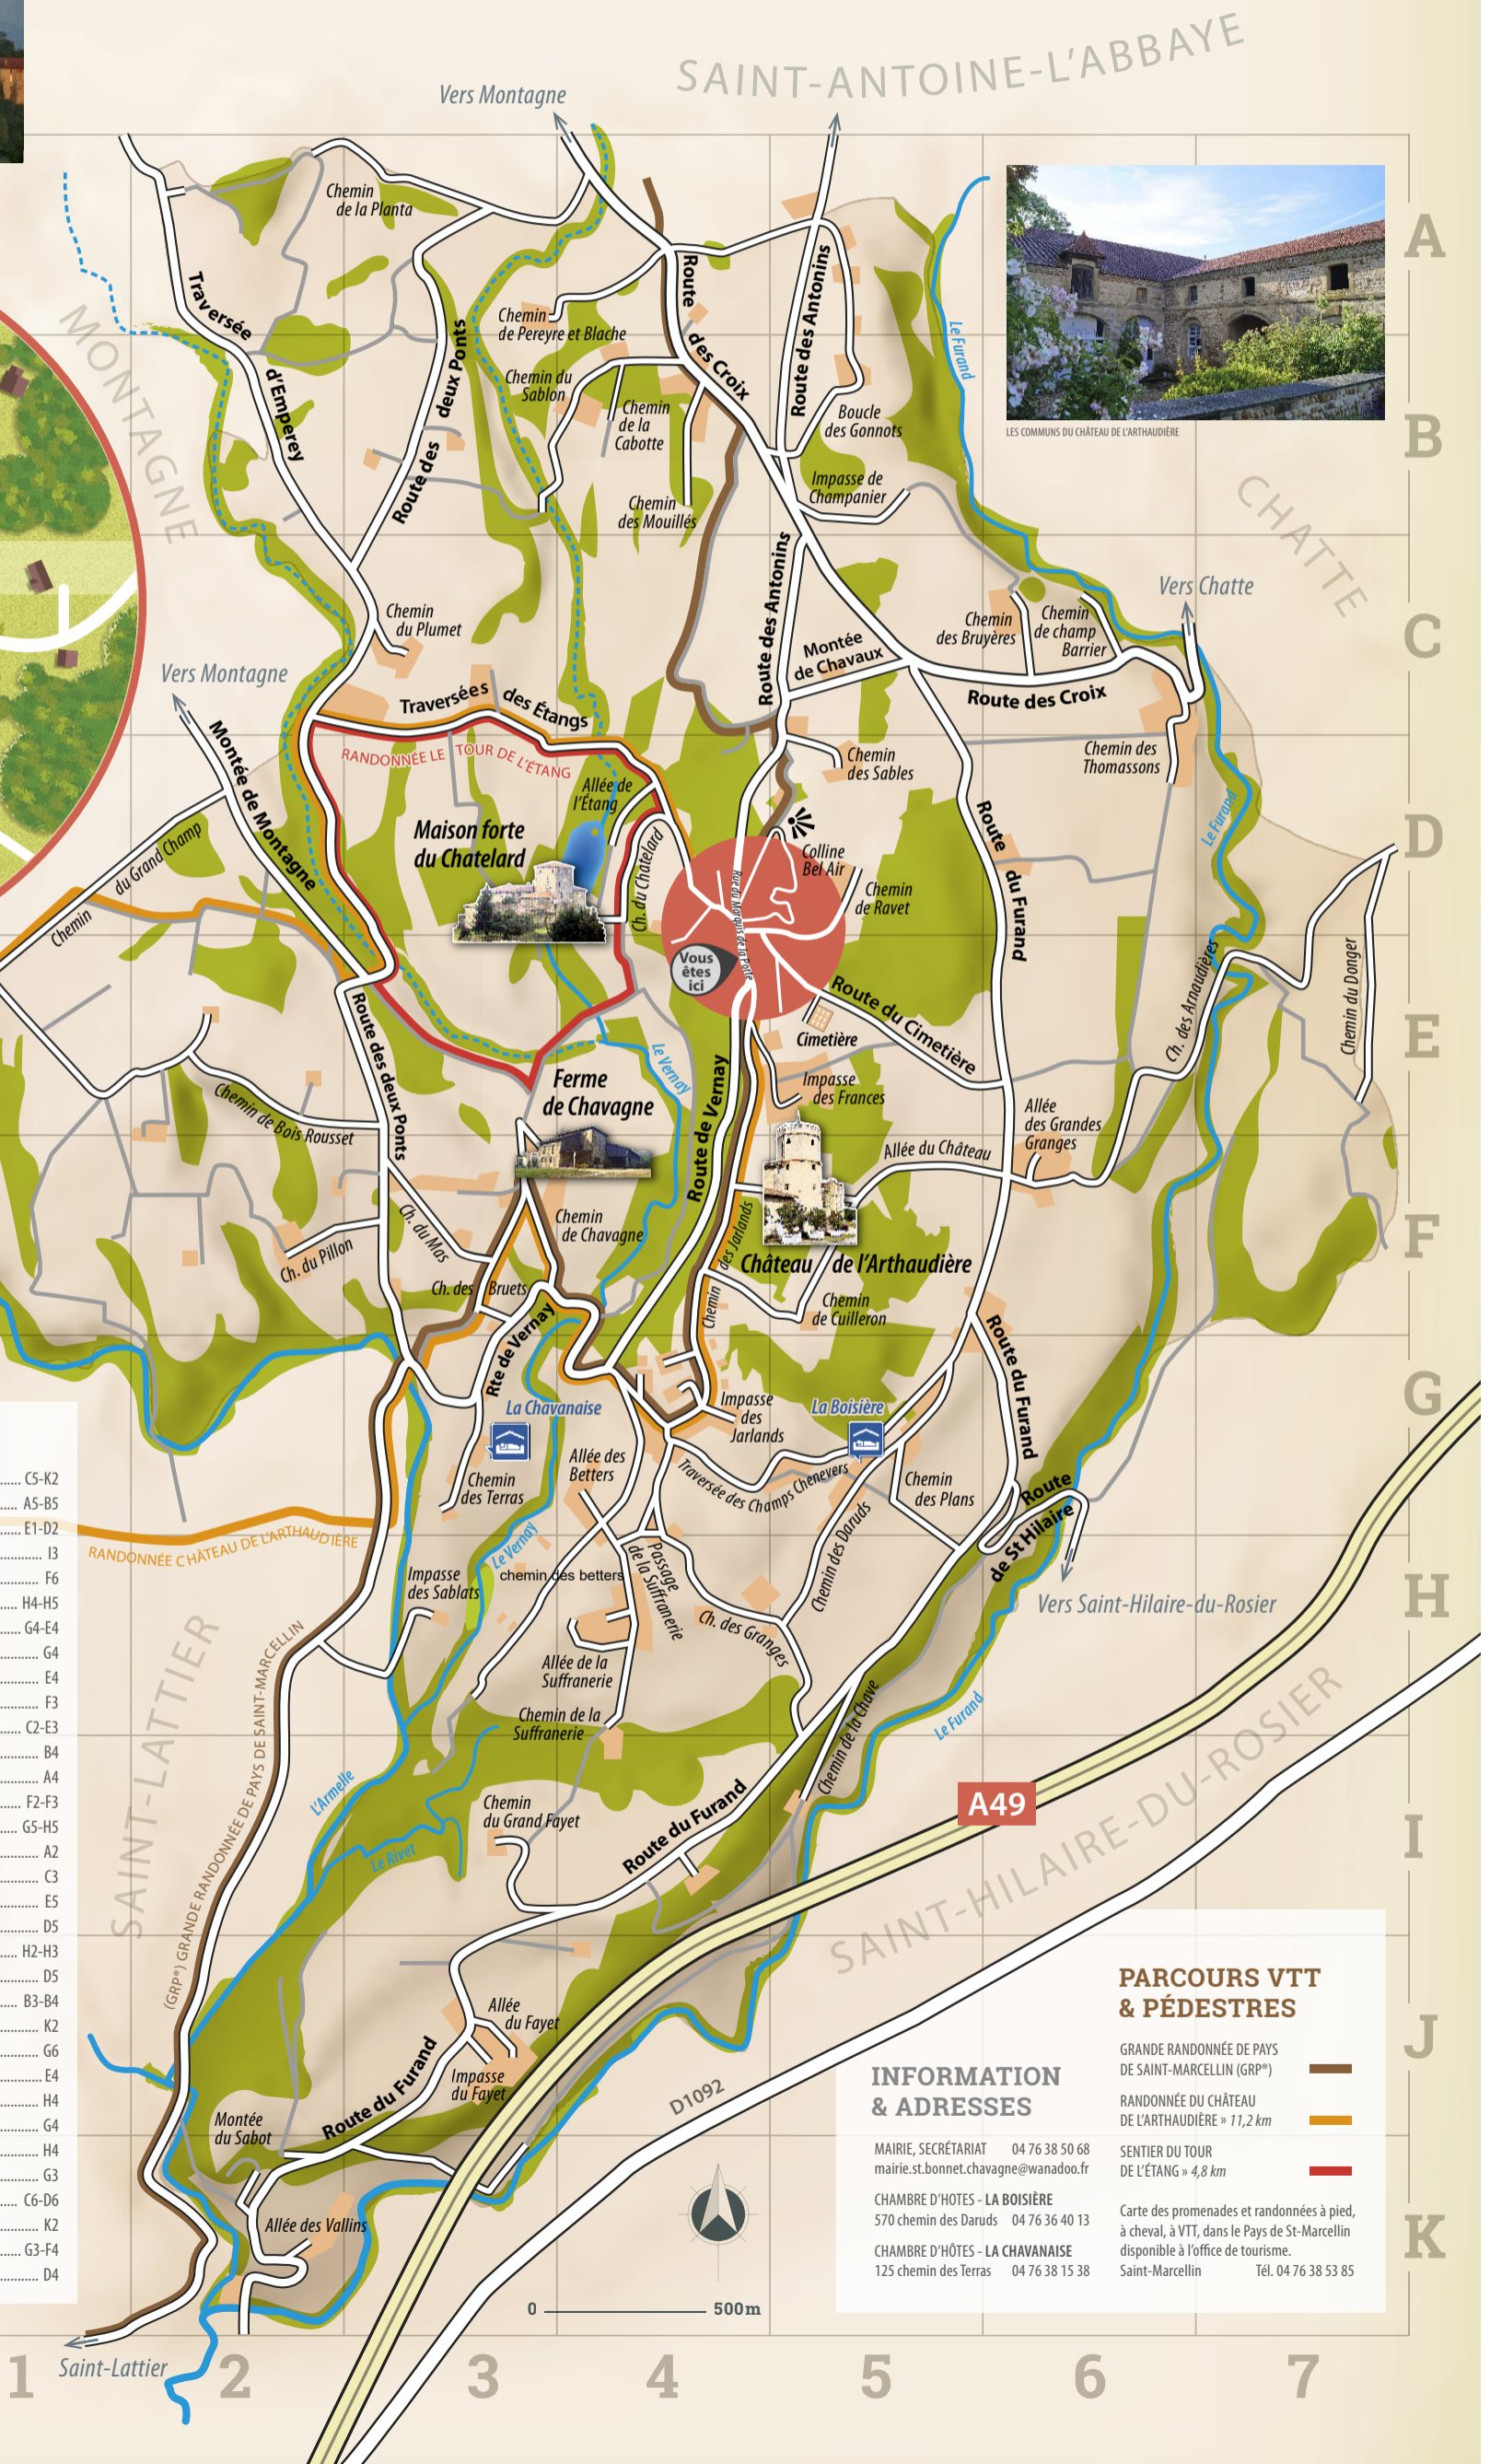 SAINT-ANTOINE-L'ABBAYE
Vers Montagne
Chemin
de la Planta
A
Traversée
d'Emperey
Route
des Croix
Route des Antonins
Chemin
de Pereyre et Blache
Le Furand
MONTAGNE
Route des
deux Ponts
Chemin du
Sablon
Chemin
de la
Cabotte
Boucle
des Gonnots
LES COMMUNS DU CHÂTEAU DE L'ARTHAUDIÈRE
B
Impasse de
Champanier
Chemin
des Mouillés
CHATTE
Route des Antonins
Vers Chatte
Chemin
du Plumet
Chemin
des Bruyères
Chemin
de champ
Barrier
C
Montée
de Chavaux
Vers Montagne
Traversées
des Étangs
Route des Croix
Montée de Montagne
RANDONNÉE LE TOUR DE L'ÉTANG
Chemin
des Sables
Chemin des
Thomassons
Allée de
l'Étang
Maison forte
du Chatelard
Ch. du Chatelard
Colline
Bel Air
Route
du Furand
Le Furand
D
Chemin
du Grand Champ
Chemin
de Ravet
Rue du Marquis de la Porte
Vous
êtes
ici
Route du Cimetière
Cimetière
Ch. des Arnaudières
Chemin du Donger
E
Route des deux Ponts
Le Vernay
Ferme
de Chavagne
Impasse
des Frances
Chemin de Bois Rousset
Route de Vernay
Allée
des Grandes
Granges
Allée du Château
Chemin
de Chavagne
Ch. du Mas
Ch. du Pillon
F
Chemin
des Jarlands
Château de l'Arthaudière
Ch. des Bruets
Chemin
de Cuilleron
Rte de Vernay
Route du Furand
G
La Chavanaise
Impasse
des
Jarlands
La Boisière
Allée des
Betters
Chemin
des Terras
Traversée des Champs Chenevers
Chemin
des Plans
Route
de St Hilaire
Chemin des Daruds
Le Vernay
RANDONNÉE CHÂTEAU DE L'ARTHAUDIÈRE
Impasse
des Sablats
chemin des betters
Passage
de la Suffranerie
Vers Saint-Hilaire-du-Rosier
H
Ch. des Granges
Allée de la
Suffranerie
Chemin de la
Suffranerie
Chemin de la Chave
Le Furand
SAINT-LATTIER
(GRP®) GRANDE RANDONNÉE DE PAYS DE SAINT-MARCELLIN
L'Armelle
Chemin
du Grand Fayet
Route du Furand
Le Rivet
A49
I
SAINT-HILAIRE-DU-ROSIER
Allée
du Fayet
Impasse
du Fayet
Route du Furand
D1092
J
Montée
du Sabot
Allée des Vallins
K
...... C5-K2
..... A5-B5
..... E1-D2
............ I3
............ F6
..... H4-H5
..... G4-E4
............ G4
............ E4
............ F3
..... C2-E3
............ B4
............ A4
..... F2-F3
..... G5-H5
............ A2
............ C3
............ E5
............ D5
..... H2-H3
............ D5
..... B3-B4
............ K2
............ G6
............ E4
............ H4
............ G4
............ H4
............ G3
..... C6-D6
............ K2
..... G3-F4
............ D4
PARCOURS VTT
& PÉDESTRES
GRANDE RANDONNÉE DE PAYS
DE SAINT-MARCELLIN (GRP®)
RANDONNÉE DU CHÂTEAU
DE L'ARTHAUDIÈRE » 11,2 km
SENTIER DU TOUR
DE L'ÉTANG » 4,8 km
Carte des promenades et randonnées à pied,
à cheval, à VTT, dans le Pays de St-Marcellin
disponible à l'office de tourisme.
Saint-Marcellin Tél. 04 76 38 53 85
INFORMATION
& ADRESSES
MAIRIE, SECRÉTARIAT 04 76 38 50 68
mairie.st.bonnet.chavagne@wanadoo.fr
CHAMBRE D'HOTES - LA BOISIÈRE
570 chemin des Daruds 04 76 36 40 13
CHAMBRE D'HÔTES - LA CHAVANAISE
125 chemin des Terras 04 76 38 15 38
0 500m
Saint-Lattier
1 2 3 4 5 6 7